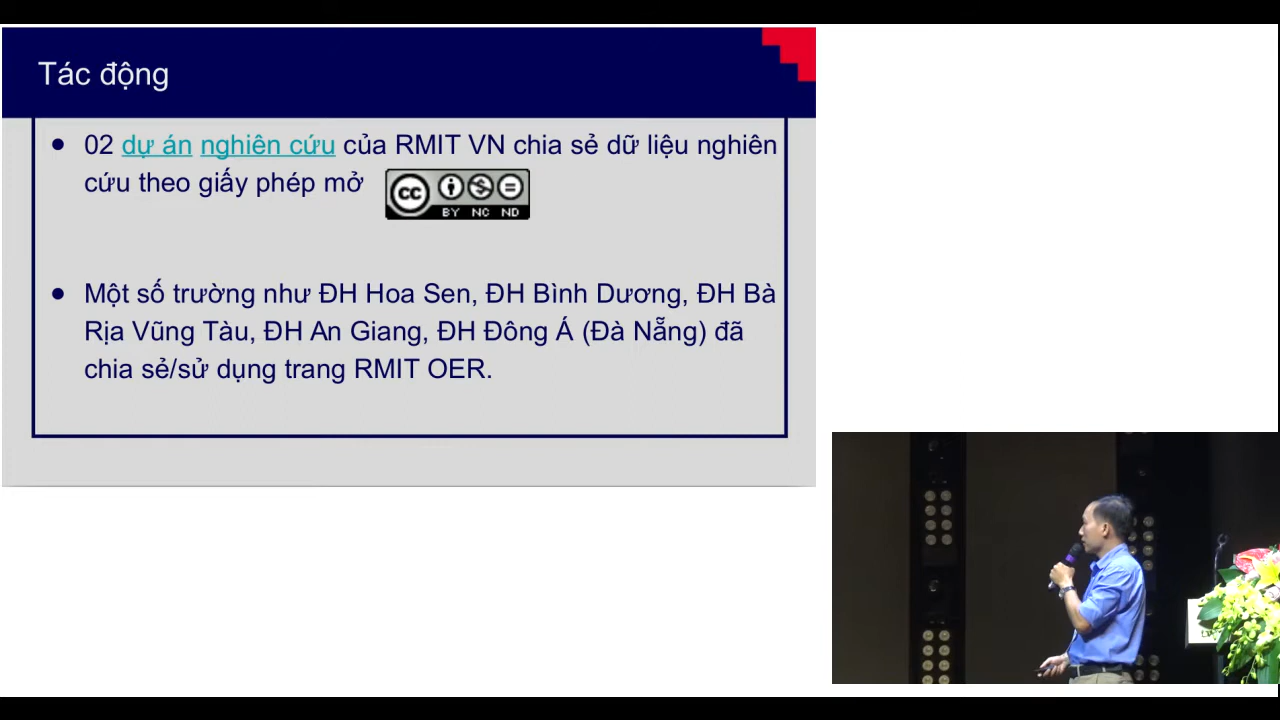 Tác động
02 dự án nghiên cứu của RMIT VN chia sẻ dữ liệu nghiên
cứu theo giấy phép mở
cc
BY NC ND
Một số trường như ĐH Hoa Sen, ĐH Bình Dương, ĐH Bà
Rịa Vũng Tàu, ĐH An Giang, ĐH Đông Á (Đà Nẵng) đã
chia sẻ/sử dụng trang RMIT OER.